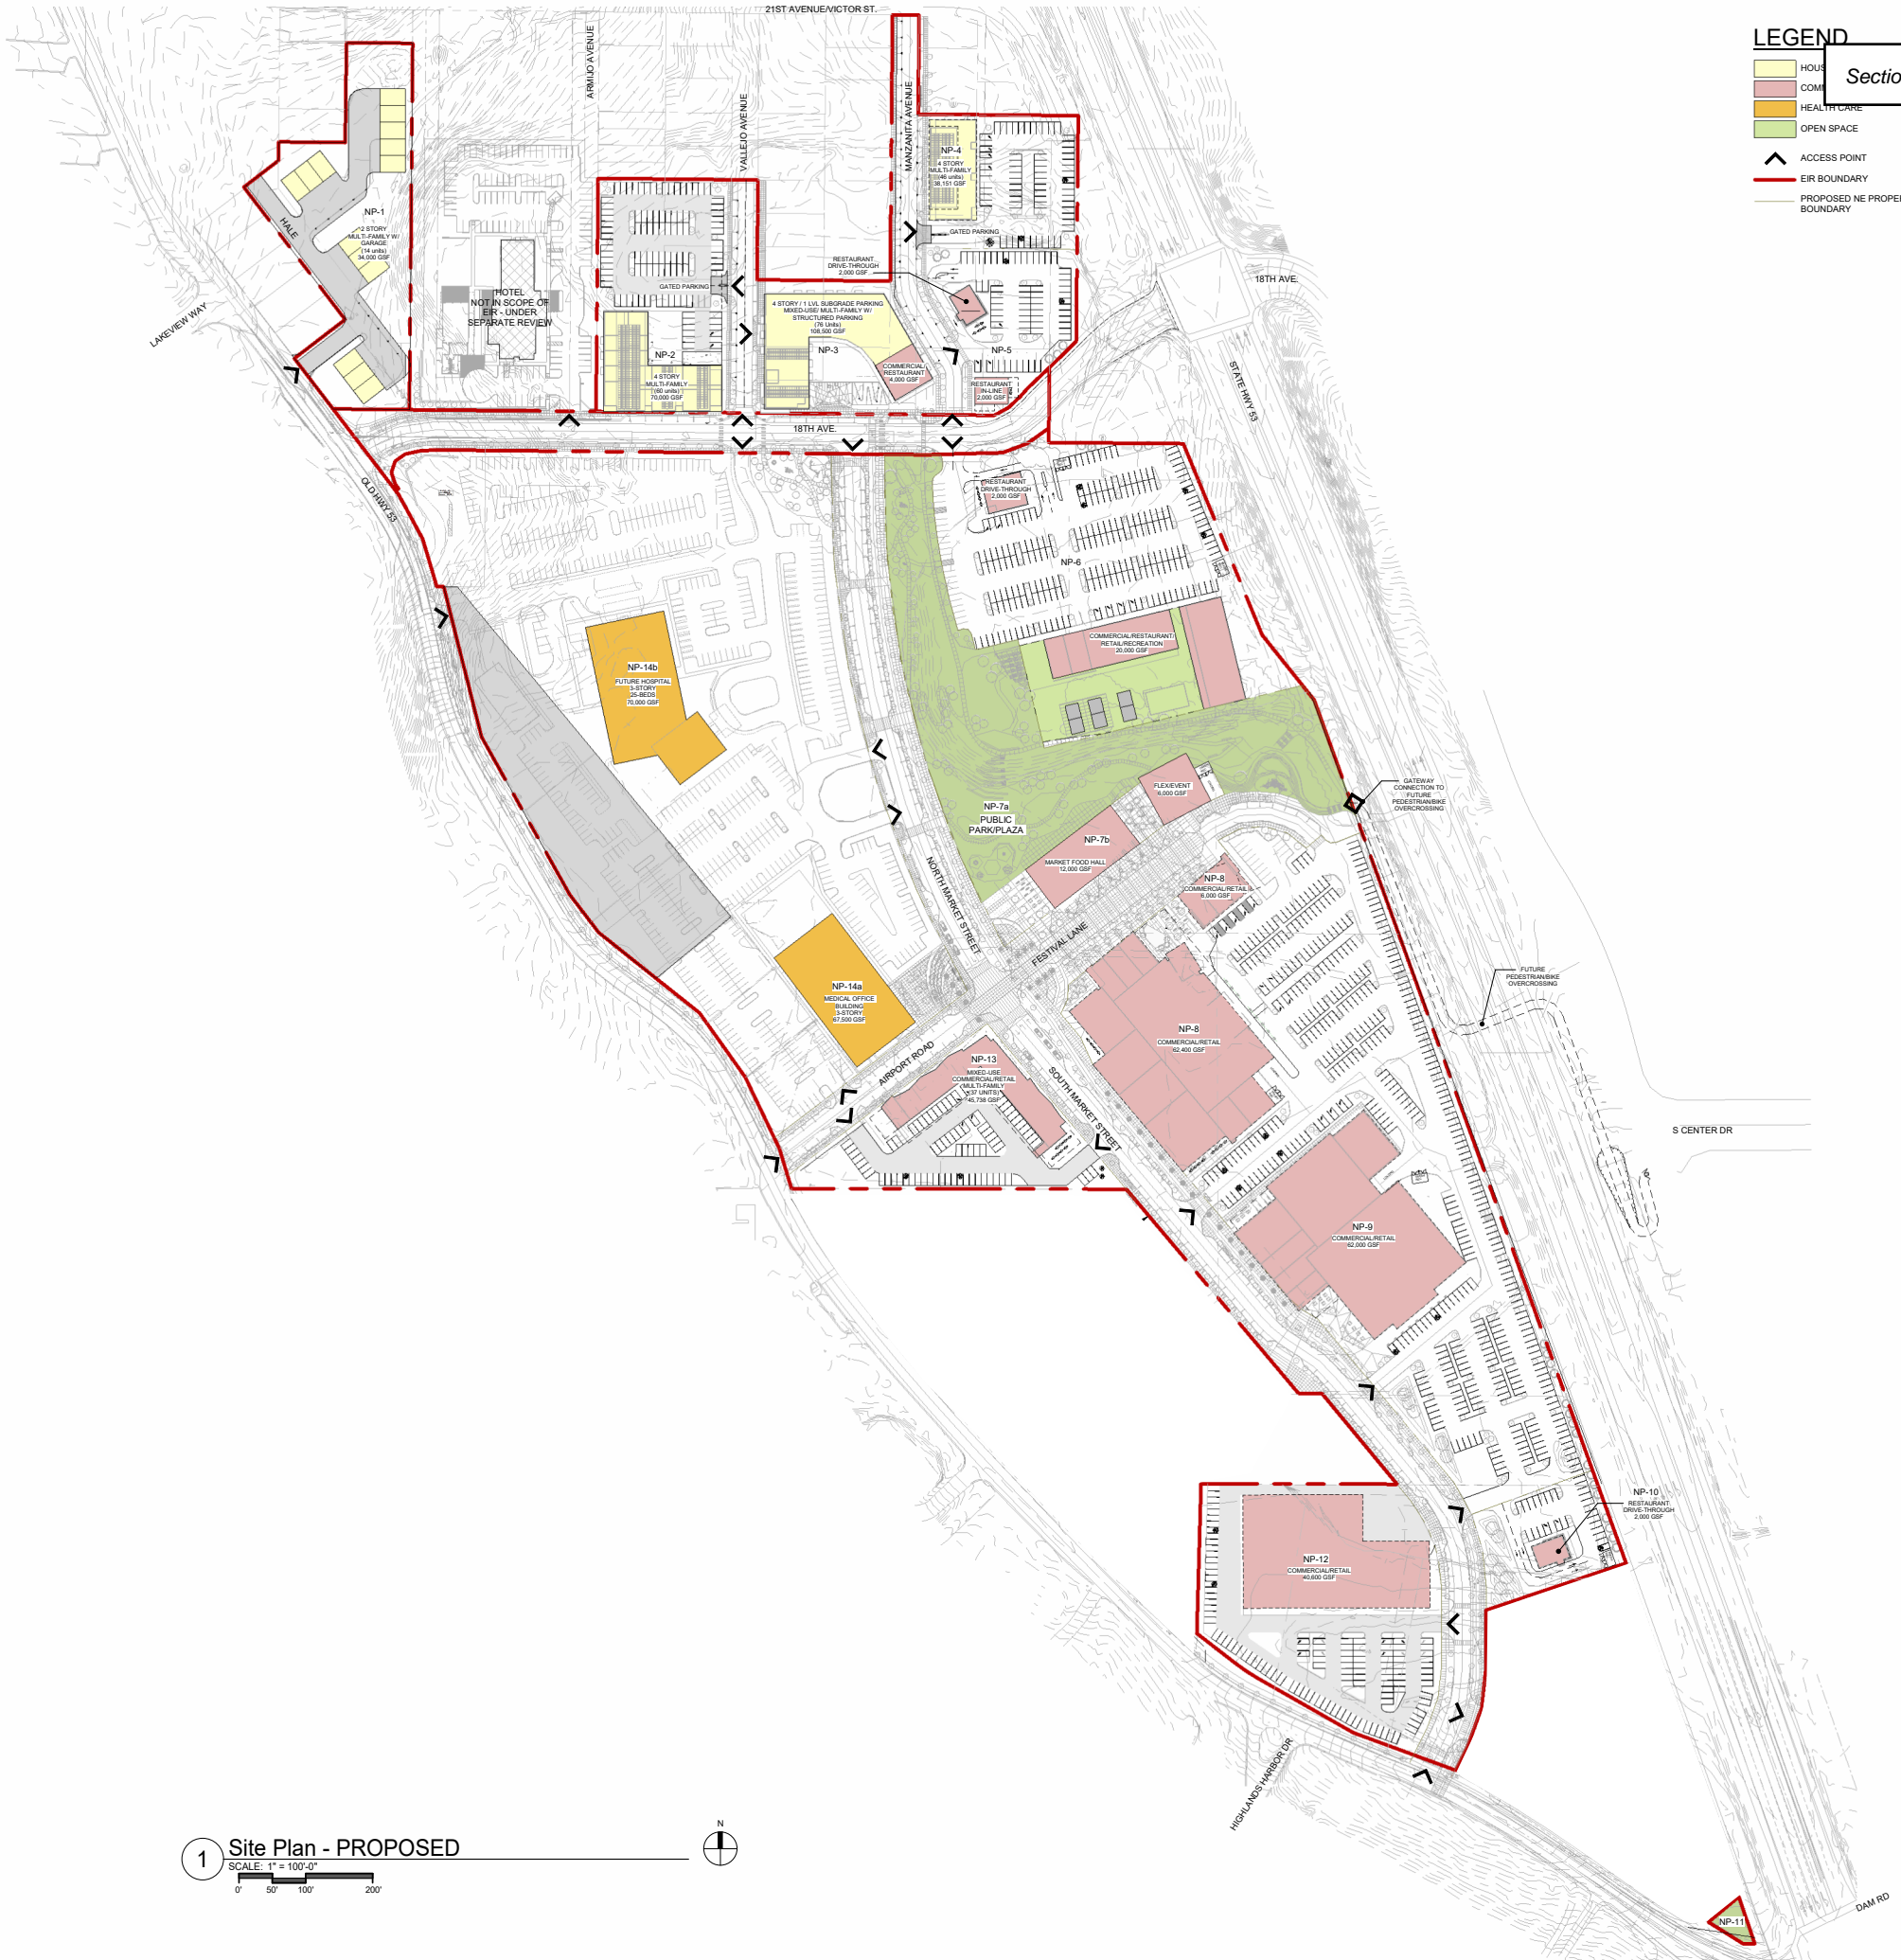 21ST AVENUE/VICTOR ST.
LEGEND
Sectio
HOUS
COMM
HEALTH CARE
OPEN SPACE
ACCESS POINT
EIR BOUNDARY
PROPOSED NE PROPER
BOUNDARY
ARMIJO AVENUE
VALLEJO AVENUE
MANZANITA AVENUE
NP-4
4 STORY
MULTI-FAMILY
(46 units)
38,151 GSF
GATED PARKING
NP-1
2 STORY
MULTI-FAMILY W/
GARAGE
(14 units)
34,000 GSF
HALE
LAKEVIEW WAY
HOTEL
NOT IN SCOPE OF
EIR - UNDER
SEPARATE REVIEW
GATED PARKING
RESTAURANT
DRIVE-THROUGH
2,000 GSF
18TH AVE.
4 STORY / 1 LVL SUBGRADE PARKING
MIXED-USE/ MULTI-FAMILY W/
STRUCTURED PARKING
(76 Units)
108,500 GSF
NP-3
NP-2
4 STORY
MULTI-FAMILY
(60 units)
70,000 GSF
COMMERCIAL/
RESTAURANT
4,000 GSF
NP-5
RESTAURANT
IN-LINE
2,000 GSF
STATE HWY 53
18TH AVE.
OLD HWY 53
RESTAURANT
DRIVE-THROUGH
2,000 GSF
NP-6
COMMERCIAL/RESTAURANT/
RETAIL/RECREATION
20,000 GSF
NP-14b
FUTURE HOSPITAL
3-STORY
25-BEDS
70,000 GSF
GATEWAY
CONNECTION TO
FUTURE
PEDESTRIAN/BIKE
OVERCROSSING
FLEX/EVENT
6,000 GSF
NP-7a
PUBLIC
PARK/PLAZA
NP-7b
MARKET FOOD HALL
12,000 GSF
NORTH MARKET STREET
NP-8
COMMERCIAL/RETAIL
6,000 GSF
FESTIVAL LANE
FUTURE
PEDESTRIAN/BIKE
OVERCROSSING
NP-14a
MEDICAL OFFICE
BUILDING
3-STORY
67,500 GSF
NP-8
COMMERCIAL/RETAIL
62,400 GSF
AIRPORT ROAD
NP-13
MIXED-USE
COMMERCIAL/RETAIL
MULTI-FAMILY
(37 UNITS)
45,738 GSF
SOUTH MARKET STREET
S CENTER DR
NP-9
COMMERCIAL/RETAIL
62,000 GSF
NP-10
RESTAURANT
DRIVE-THROUGH
2,000 GSF
NP-12
COMMERCIAL/RETAIL
40,600 GSF
HIGHLANDS HARBOR DR
1
Site Plan - PROPOSED
SCALE: 1" = 100'-0"
0' 50' 100' 200'
N
NP-11
DAM RD